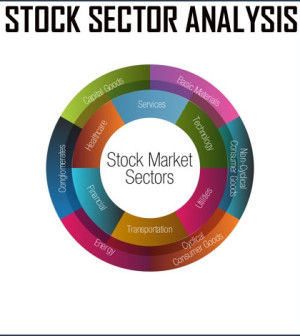 STOCK SECTOR ANALYSIS
Capital Goods
Basic Materials
Services
Healthcare
Technology
Stock Market
Sectors
Conglomerates
Non-Cyclical
Consumer Goods
Financial
Utilities
Transportation
Energy
Cyclical
Consumer Goods